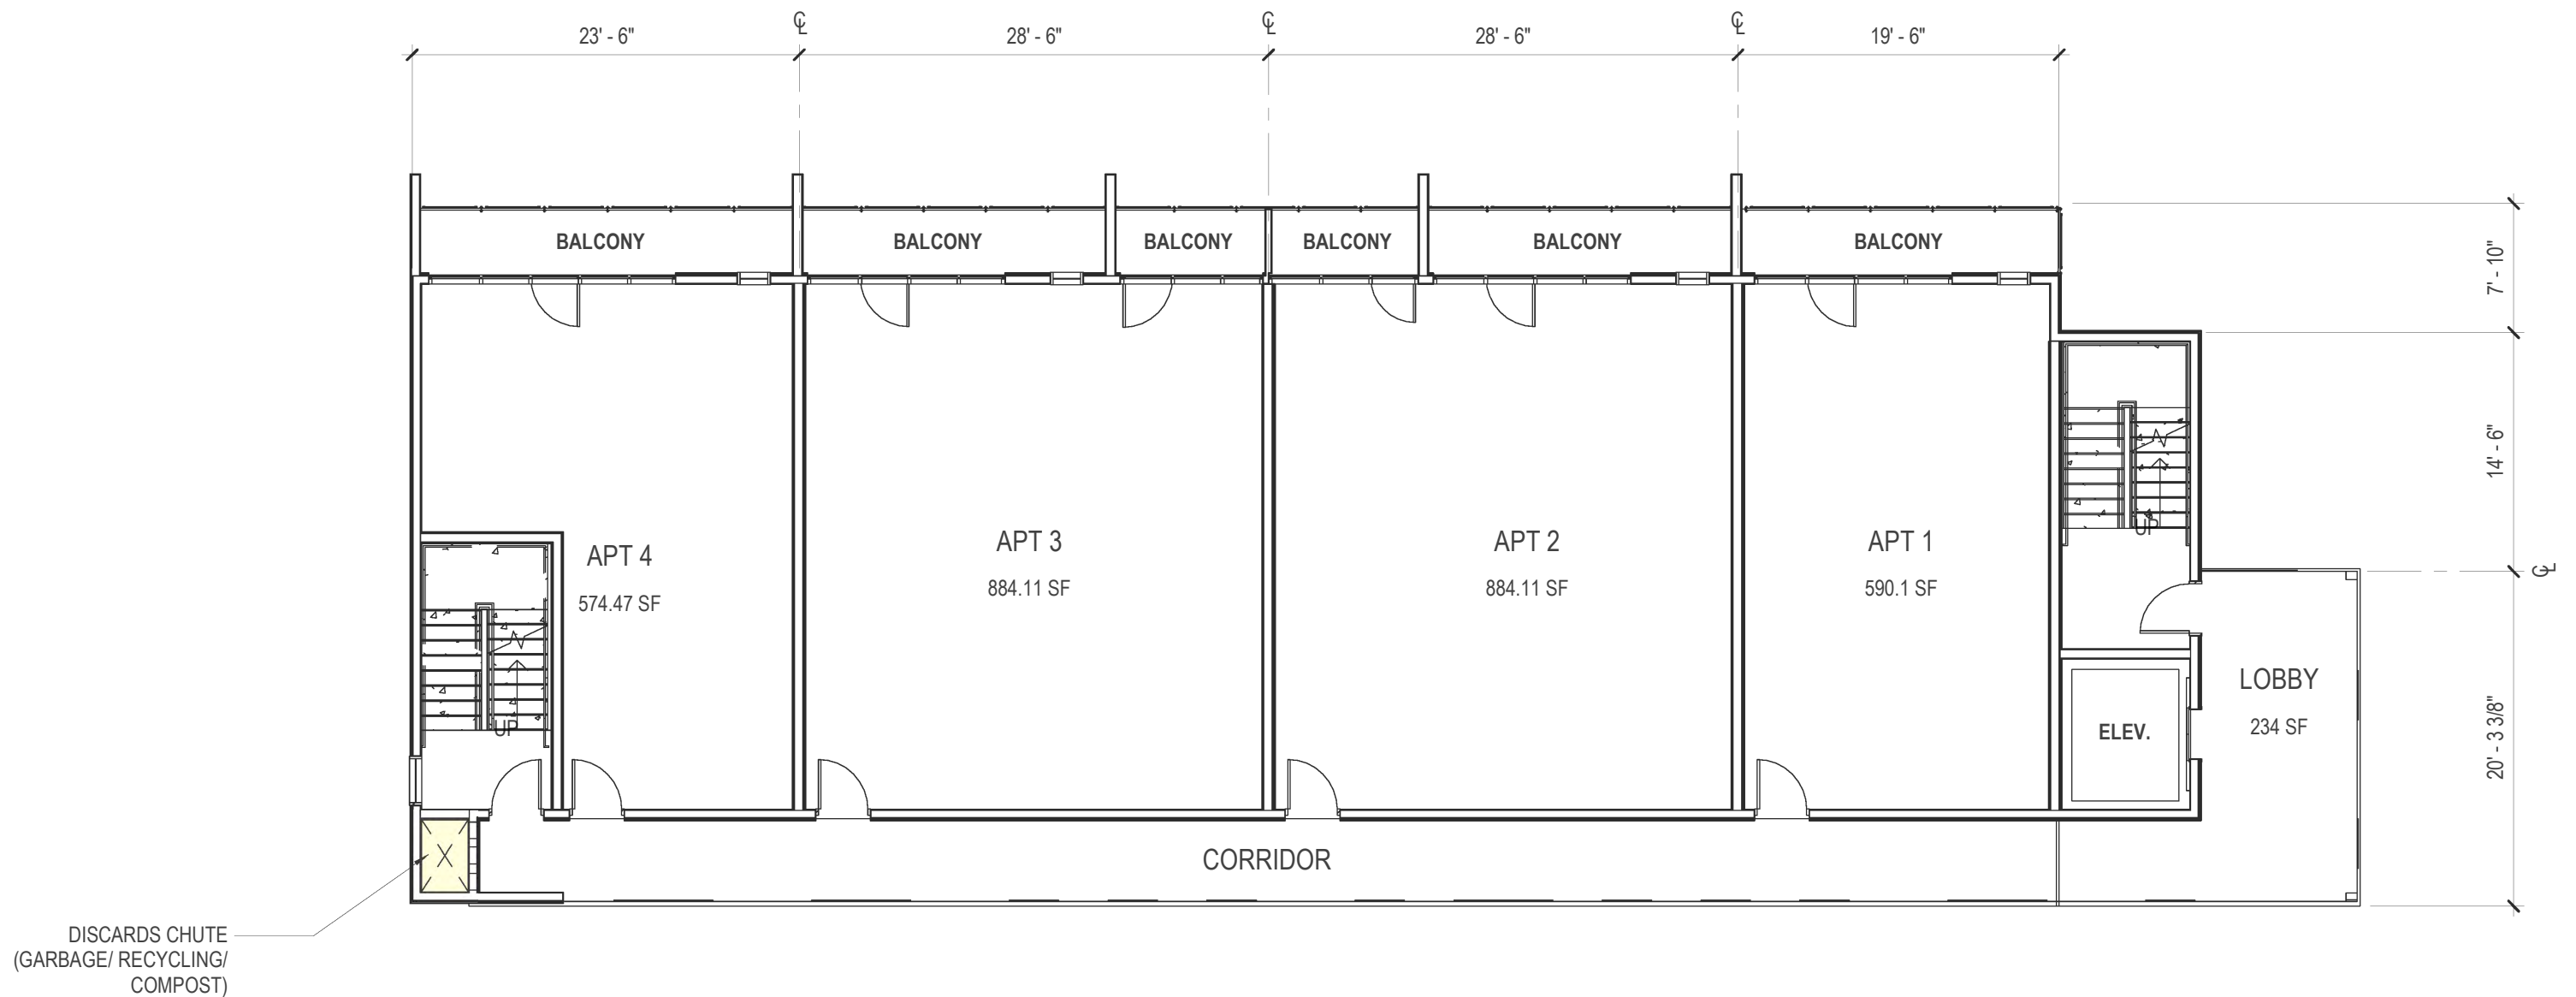 ℄
℄
℄
23' - 6"
28' - 6"
28' - 6"
19' - 6"
BALCONY
BALCONY
BALCONY
BALCONY
BALCONY
BALCONY
7' - 10"
14' - 6"
℄
20' - 3 3/8"
APT 4
574.47 SF
APT 3
884.11 SF
APT 2
884.11 SF
APT 1
590.1 SF
UP
UP
LOBBY
234 SF
ELEV.
CORRIDOR
DISCARDS CHUTE
(GARBAGE/ RECYCLING/
COMPOST)